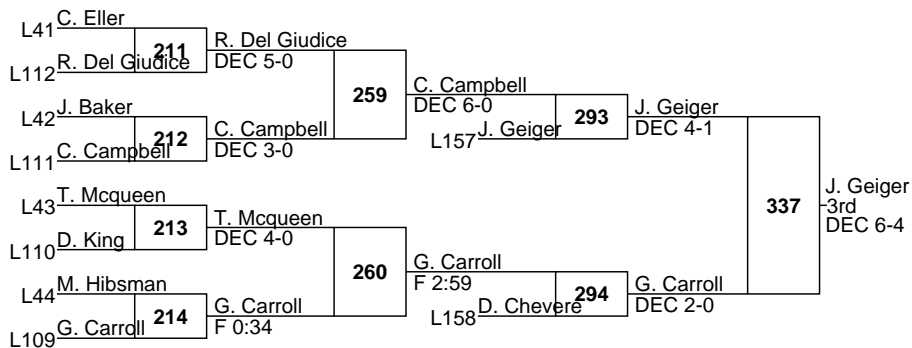 C. Eller
L41
211
R. Del Giudice
DEC 5-0
R. Del Giudice
L112
259
C. Campbell
DEC 6-0
J. Baker
L42
212
C. Campbell
DEC 3-0
C. Campbell
L111
J. Geiger
L157
293
J. Geiger
DEC 4-1
T. Mcqueen
L43
213
T. Mcqueen
DEC 4-0
D. King
L110
337
J. Geiger
3rd
DEC 6-4
260
G. Carroll
F 2:59
M. Hibsman
L44
214
G. Carroll
F 0:34
G. Carroll
L109
D. Chevere
L158
294
G. Carroll
DEC 2-0